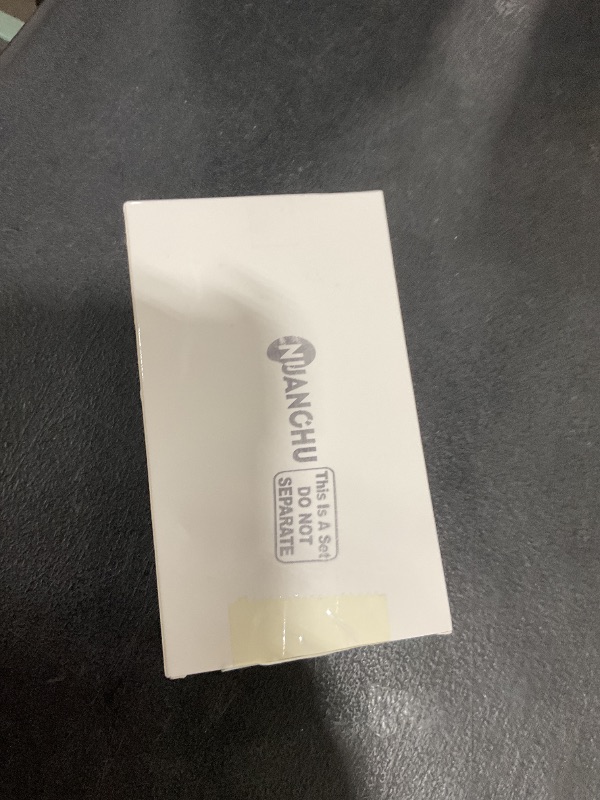 NUANCHU
This Is A Set
DO NOT
SEPARATE